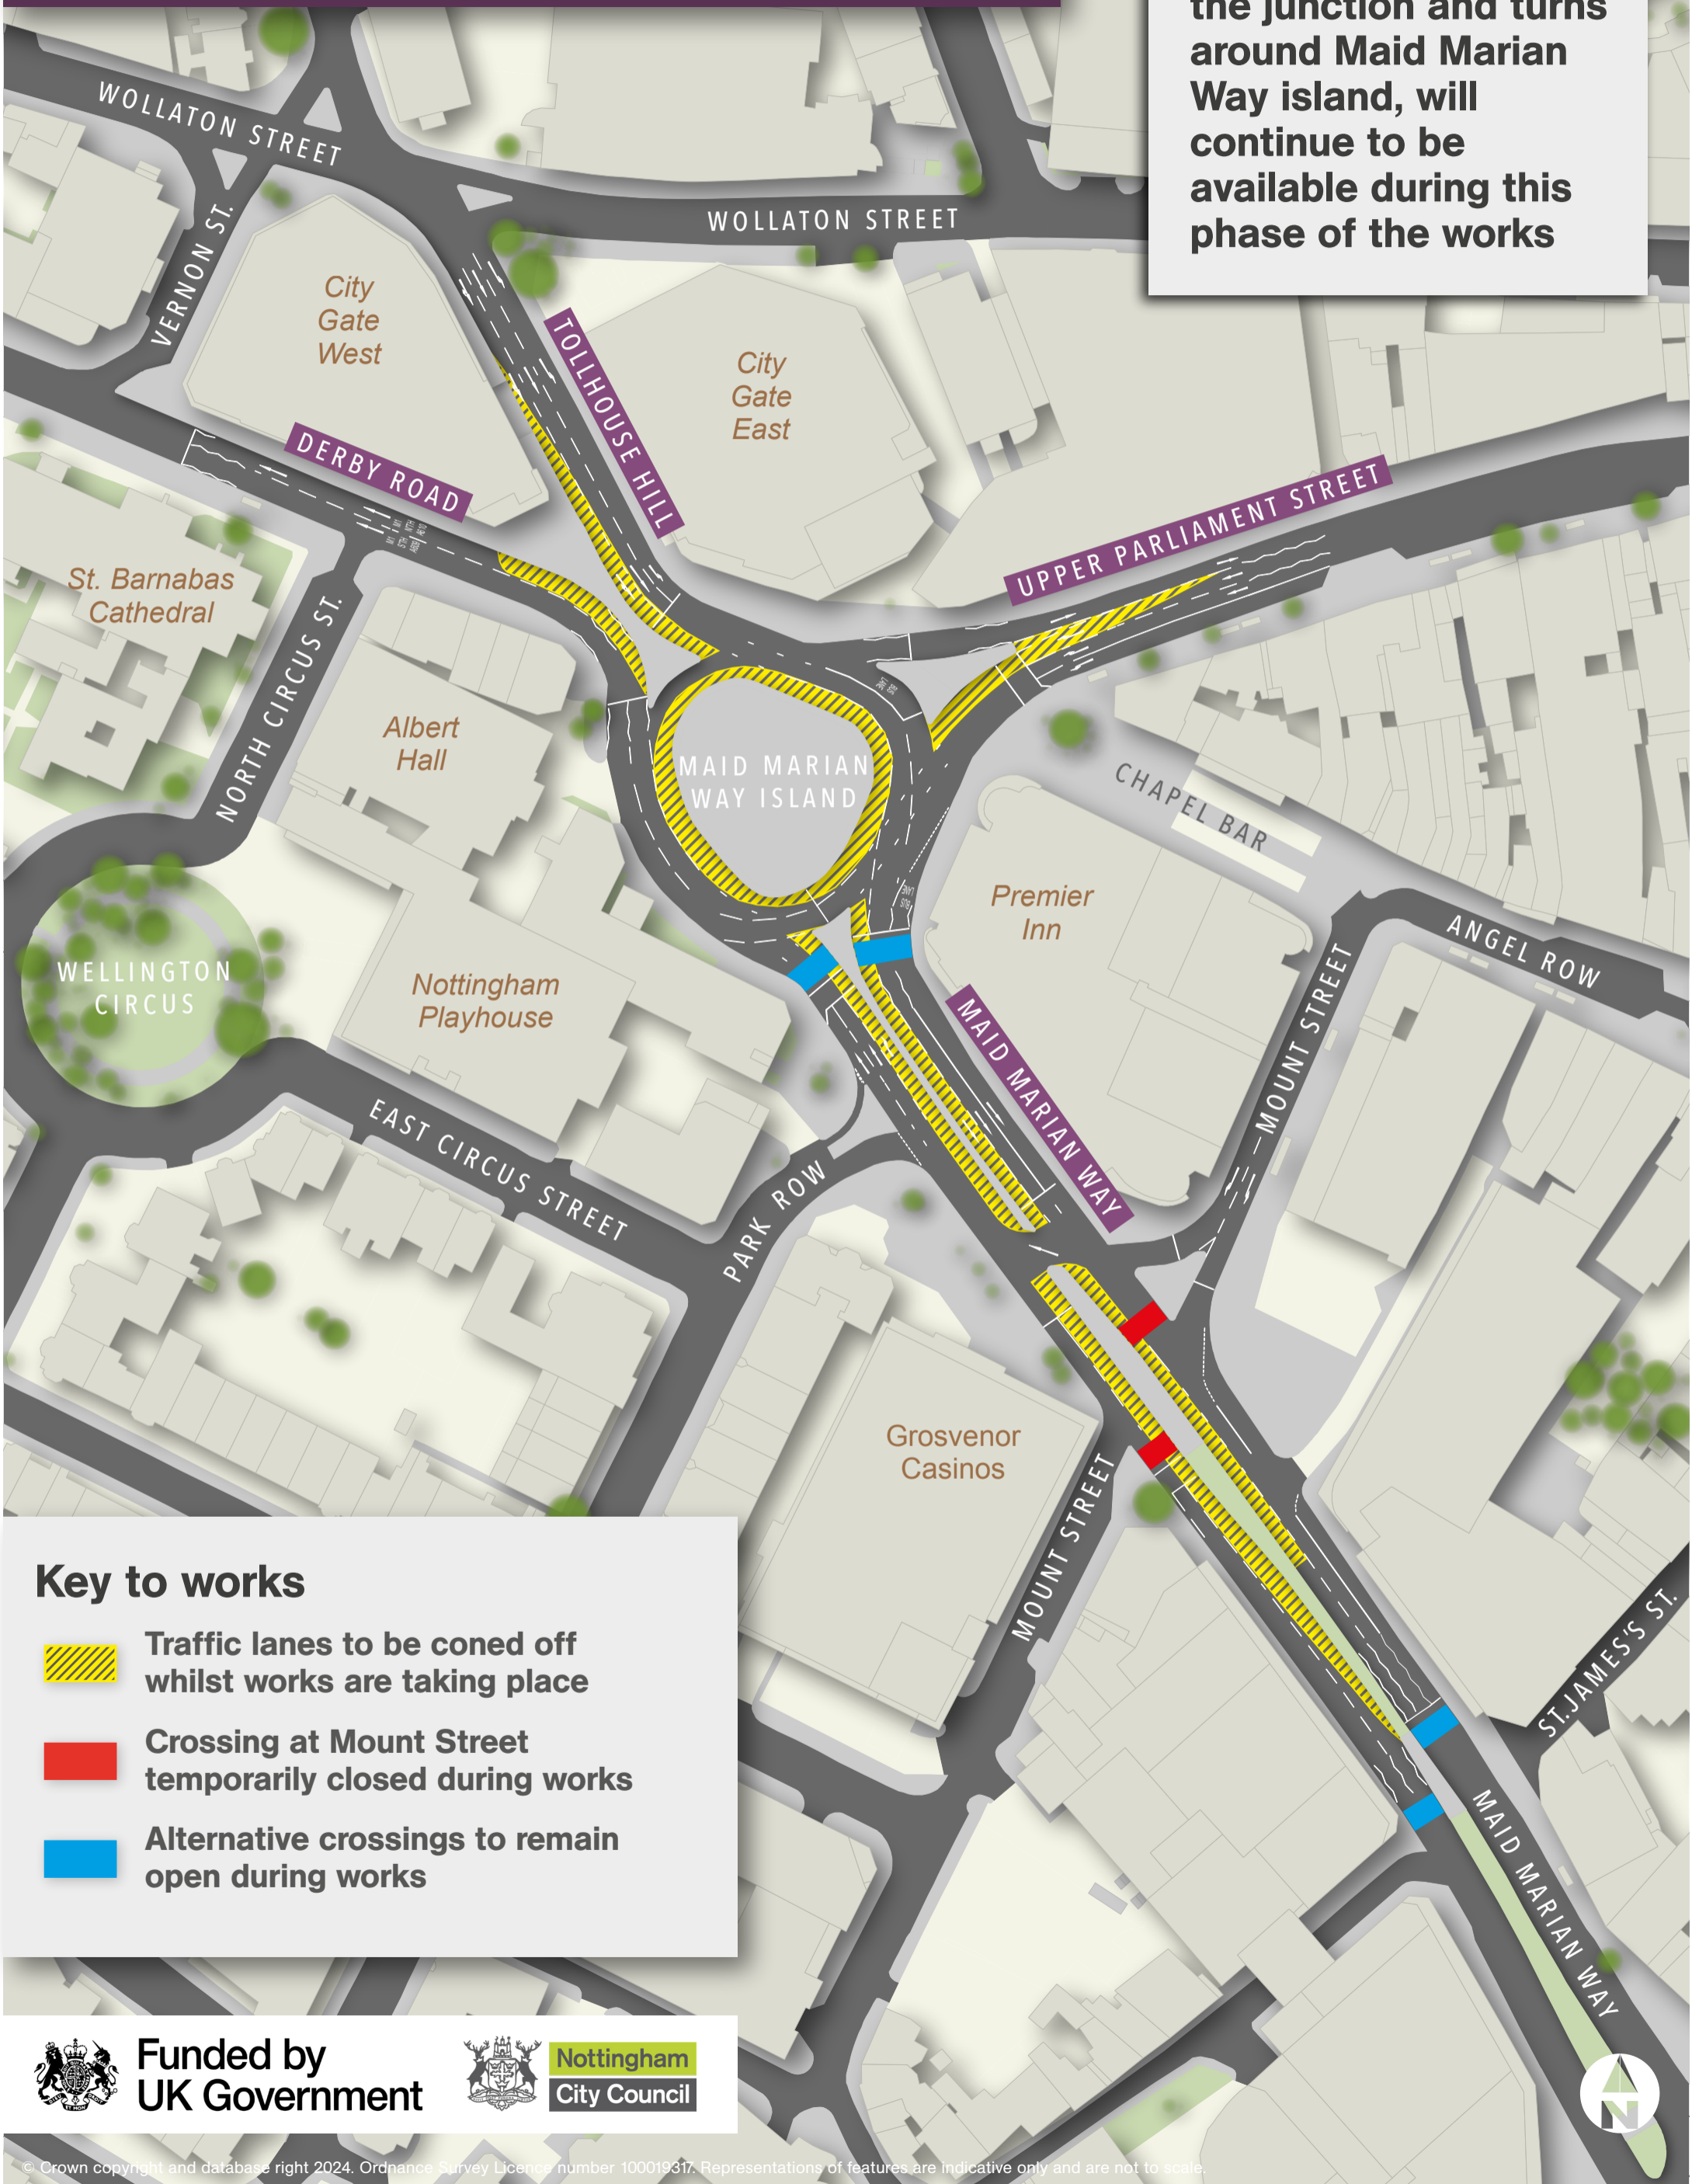 the junction and turns
around Maid Marian
Way island, will
continue to be
available during this
phase of the works
WOLLATON STREET
WOLLATON STREET
VERNON ST.
City
Gate
West
TOLLHOUSE HILL
City
Gate
East
DERBY ROAD
UPPER PARLIAMENT STREET
St. Barnabas
Cathedral
NORTH CIRCUS ST.
Albert
Hall
MAID MARIAN
WAY ISLAND
BUS LANE
CHAPEL BAR
Premier
Inn
BUS LANE
ANGEL ROW
WELLINGTON
CIRCUS
Nottingham
Playhouse
MAID MARIAN WAY
MOUNT STREET
EAST CIRCUS STREET
PARK ROW
Grosvenor
Casinos
MOUNT STREET
ST.JAMES'S ST.
MAID MARIAN WAY
Key to works
Traffic lanes to be coned off
whilst works are taking place
Crossing at Mount Street
temporarily closed during works
Alternative crossings to remain
open during works
Funded by
UK Government
Nottingham
City Council
N
© Crown copyright and database right 2024. Ordnance Survey Licence number 100019317. Representations of features are indicative only and are not to scale.